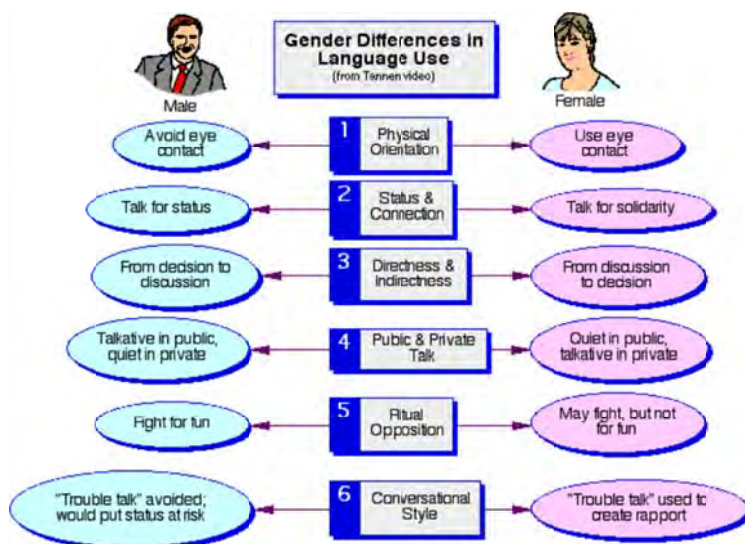 Gender Differences in
Language Use
(from Tannen video)
Male
Female
Avoid eye
contact
1
Physical
Orientation
Use eye
contact
Talk for status
2
Status &
Connection
Talk for solidarity
From decision to
discussion
3
Directness &
Indirectness
From discussion
to decision
Talkative in public,
quiet in private
4
Public & Private
Talk
Quiet in public,
talkative in private
Fight for fun
5
Ritual
Opposition
May fight, but not
for fun
"Trouble talk" avoided;
would put status at risk
6
Conversational
Style
"Trouble talk" used to
create rapport